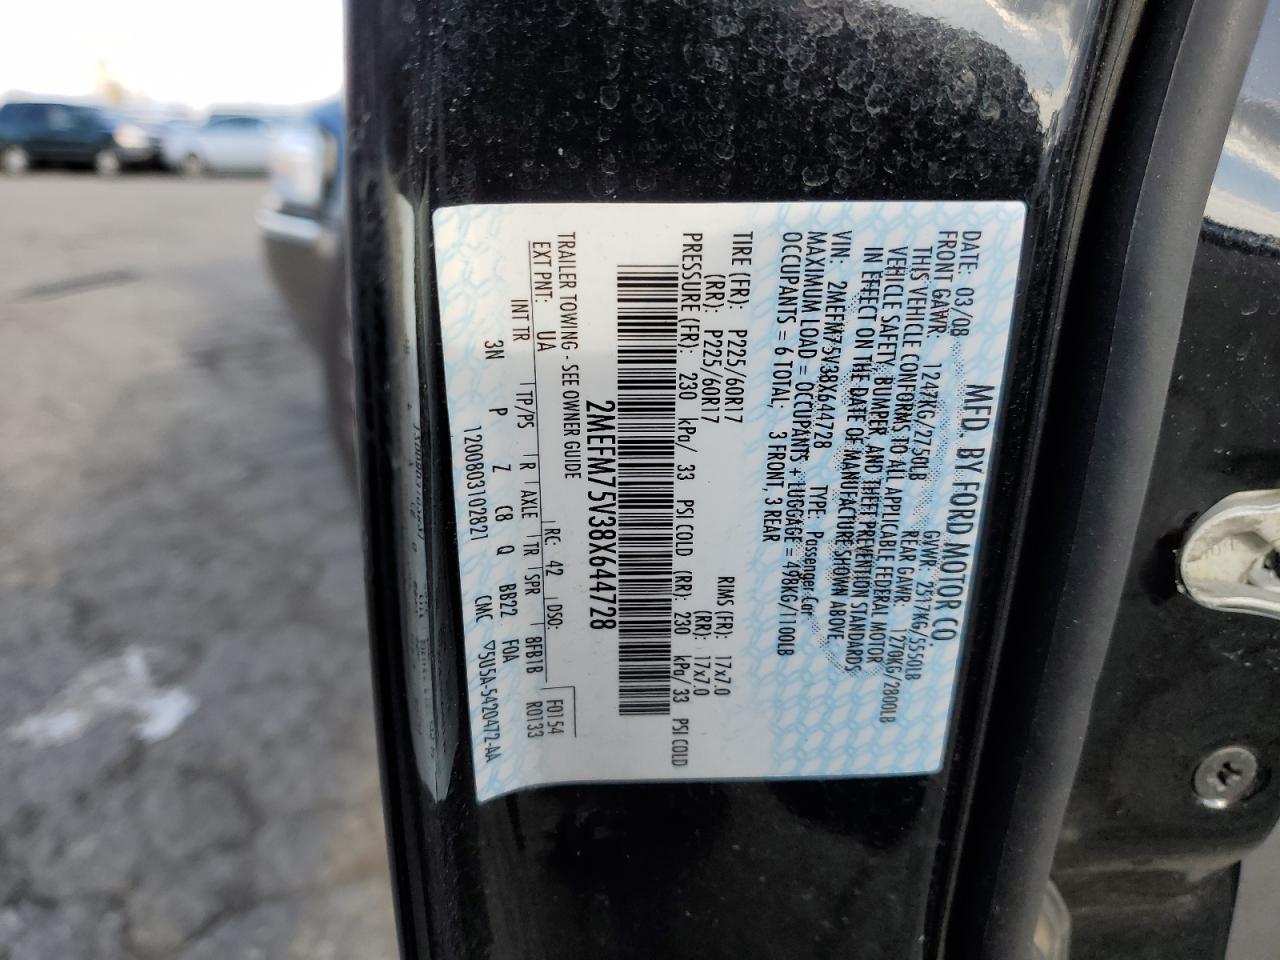 MFD. BY FORD MOTOR CO.
DATE: 03/08 GVWR: 2517KG/5550LB
FRONT GAWR: 1247KG/2750LB REAR GAWR: 1270KG/2800LB
THIS VEHICLE CONFORMS TO ALL APPLICABLE FEDERAL MOTOR
VEHICLE SAFETY, BUMPER, AND THEFT PREVENTION STANDARDS
IN EFFECT ON THE DATE OF MANUFACTURE SHOWN ABOVE.
VIN: 2MEFM75V38X644728 TYPE: Passenger Car
MAXIMUM LOAD = OCCUPANTS + LUGGAGE = 498KG/1100LB
OCCUPANTS = 6 TOTAL, 3 FRONT, 3 REAR
TIRE (FR): P225/60R17 RIMS (FR): 17x7.0
(RR): P225/60R17 (RR): 17x7.0
PRESSURE (FR): 230 kPa/ 33 PSI COLD (RR): 230 kPa/ 33 PSI COLD
2MEFM75V38X644728
TRAILER TOWING - SEE OWNER GUIDE
EXT PNT: UA RC: 42 DSO: F0154
INT TR TP/PS R AXLE TR SPR 8FB1B R0133
3N P Z C8 Q BB22 F0A
12008031028 21 CMC ▽5U5A-5420472-AA